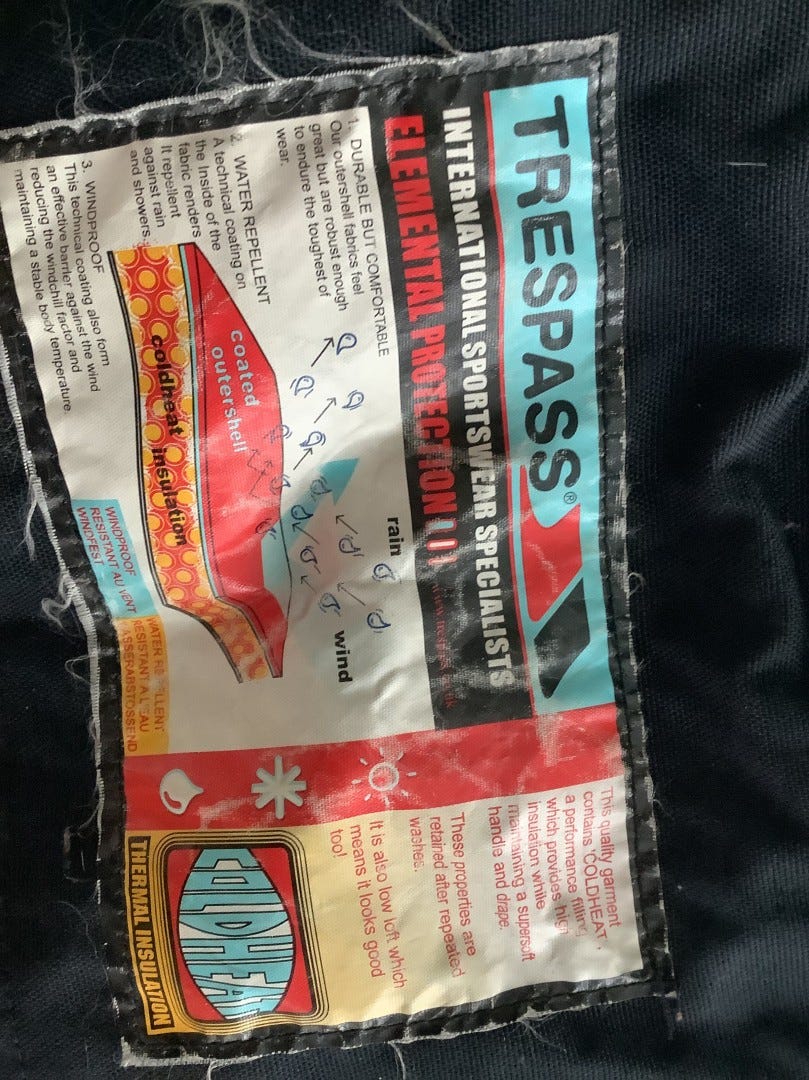 TRESPASS®
INTERNATIONAL SPORTSWEAR SPECIALISTS
ELEMENTAL PROTECTION
1. DURABLE BUT COMFORTABLE
Our outershell fabrics feel
great but are robust enough
to endure the toughest of
wear.
2. WATER REPELLENT
A technical coating on
the Inside of the
fabric renders
It repellent
against rain
and showers.
3. WINDPROOF
This technical coating also form
an effective barrier against the wind
reducing the windchill factor and
maintaining a stable body temperature.
rain
wind
coated
outershell
coldheat insulation
WINDPROOF
RESISTANT AU VENT
WINDFEST
WATER REPELLENT
RESISTANT A L'EAU
WASSERABSTOSSEND
This quality garment
contains 'COLDHEAT',
a performance filling
which provides high
insulation while
maintaining a supersoft
handle and drape.
These properties are
retained after repeated
washes.
It is also low loft which
means it looks good
too!
COLDHEAT
THERMAL INSULATION